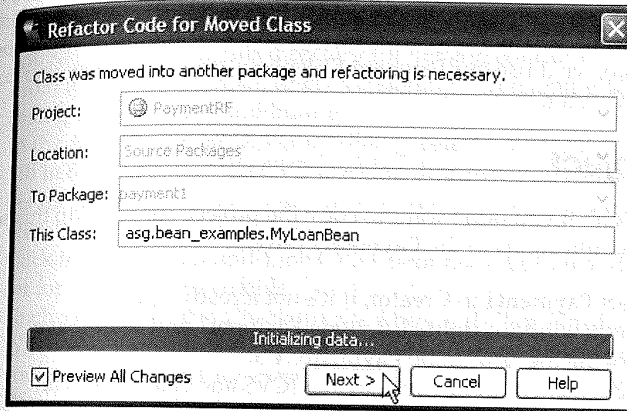 Refactor Code for Moved Class
Class was moved into another package and refactoring is necessary.
Project: PaymentRF
Location: Source Packages
To Package: payment1
This Class: asg.bean_examples.MyLoanBean
Initializing data...
Preview All Changes Next > Cancel Help